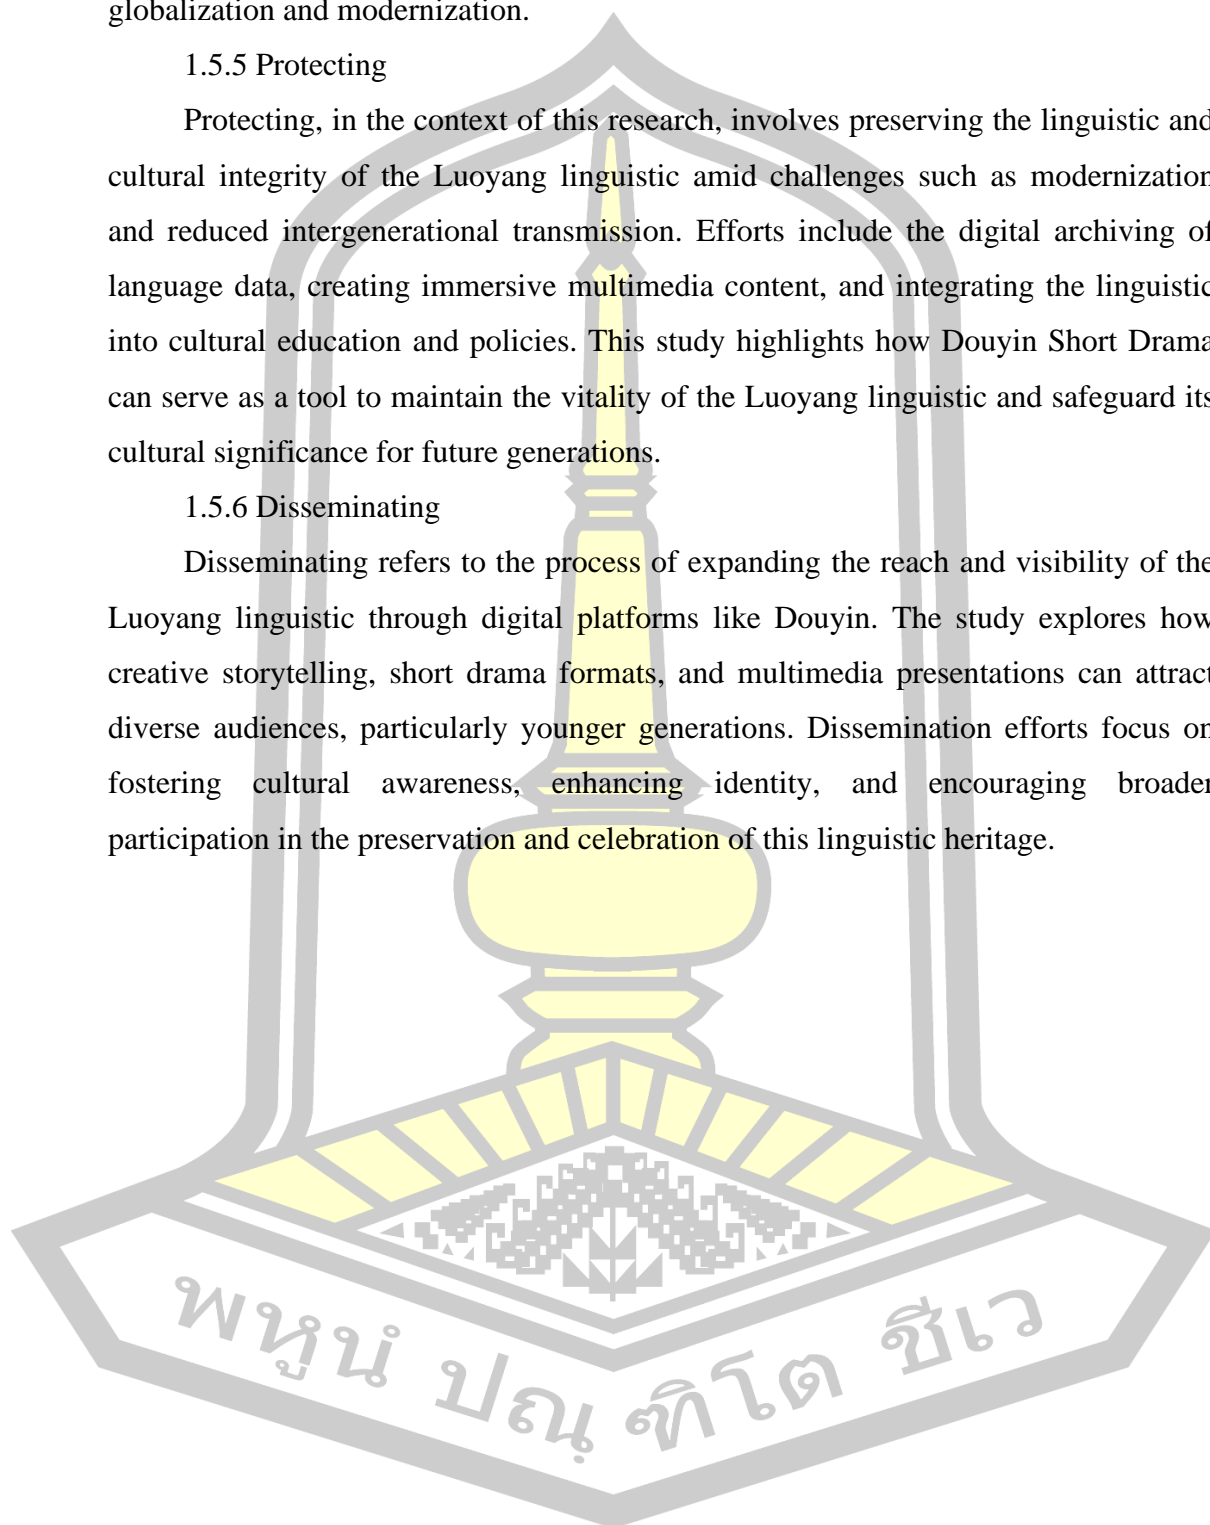 globalization and modernization.
1.5.5 Protecting
Protecting, in the context of this research, involves preserving the linguistic and
cultural integrity of the Luoyang linguistic amid challenges such as modernization
and reduced intergenerational transmission. Efforts include the digital archiving of
language data, creating immersive multimedia content, and integrating the linguistic
into cultural education and policies. This study highlights how Douyin Short Drama
can serve as a tool to maintain the vitality of the Luoyang linguistic and safeguard its
cultural significance for future generations.
1.5.6 Disseminating
Disseminating refers to the process of expanding the reach and visibility of the
Luoyang linguistic through digital platforms like Douyin. The study explores how
creative storytelling, short drama formats, and multimedia presentations can attract
diverse audiences, particularly younger generations. Dissemination efforts focus on
fostering cultural awareness, enhancing identity, and encouraging broader
participation in the preservation and celebration of this linguistic heritage.
พหูนํ ปณฺ ฑิโต ชีเว